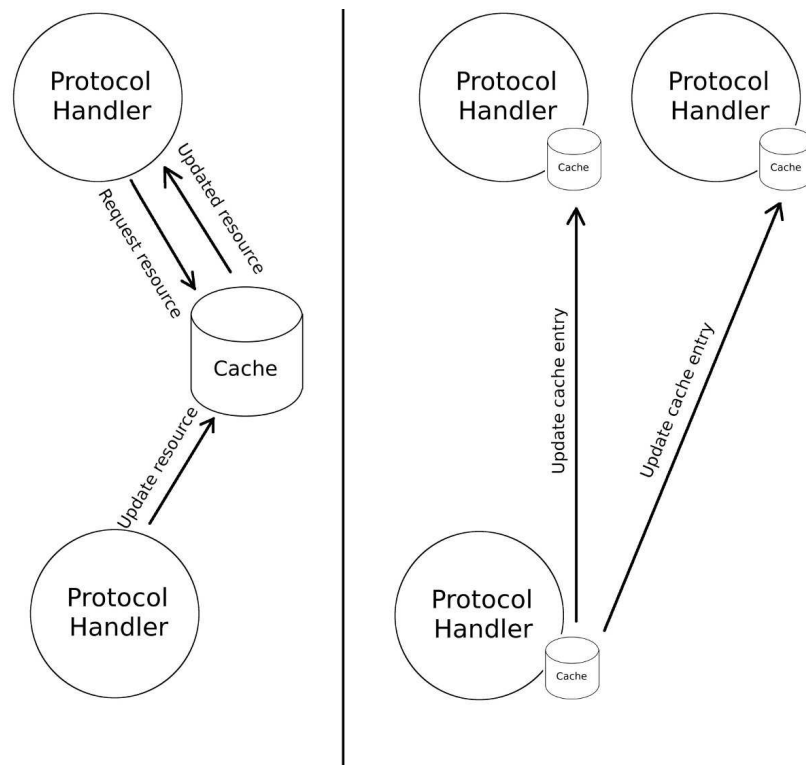 Protocol
Handler
Request resource
Updated resource
Cache
Update resource
Protocol
Handler
Protocol
Handler
Cache
Protocol
Handler
Cache
Update cache entry
Update cache entry
Protocol
Handler
Cache